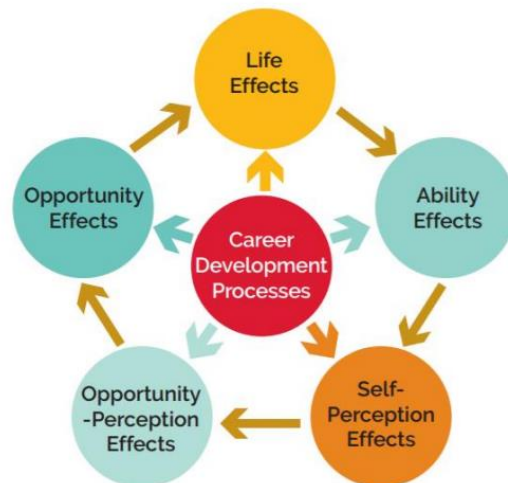 Life
Effects
Opportunity
Effects
Ability
Effects
Career
Development
Processes
Opportunity
-Perception
Effects
Self-
Perception
Effects